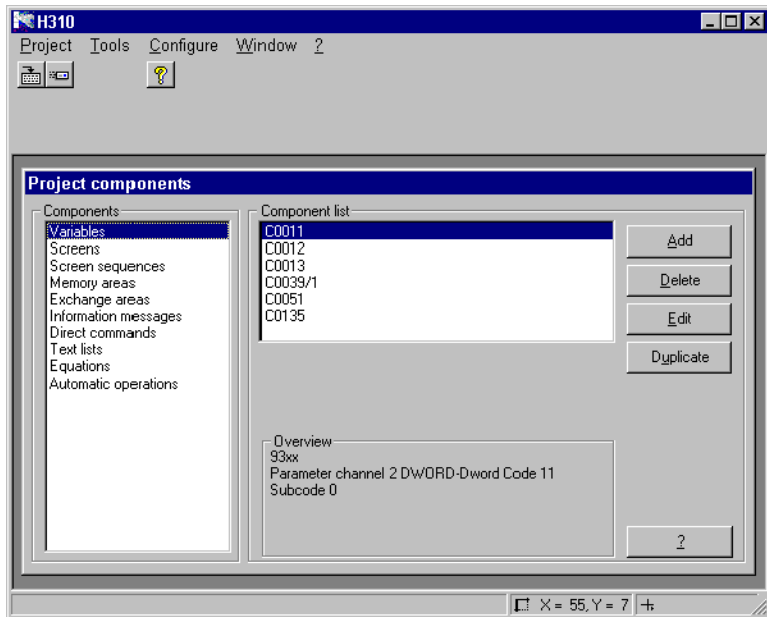 H310
Project Tools Configure Window ?
Project components
Components
Variables
Screens
Screen sequences
Memory areas
Exchange areas
Information messages
Direct commands
Text lists
Equations
Automatic operations
Component list
C0011
C0012
C0013
C0039/1
C0051
C0135
Add
Delete
Edit
Duplicate
Overview
93xx
Parameter channel 2 DWORD-Dword Code 11
Subcode 0
?
X = 55, Y = 7